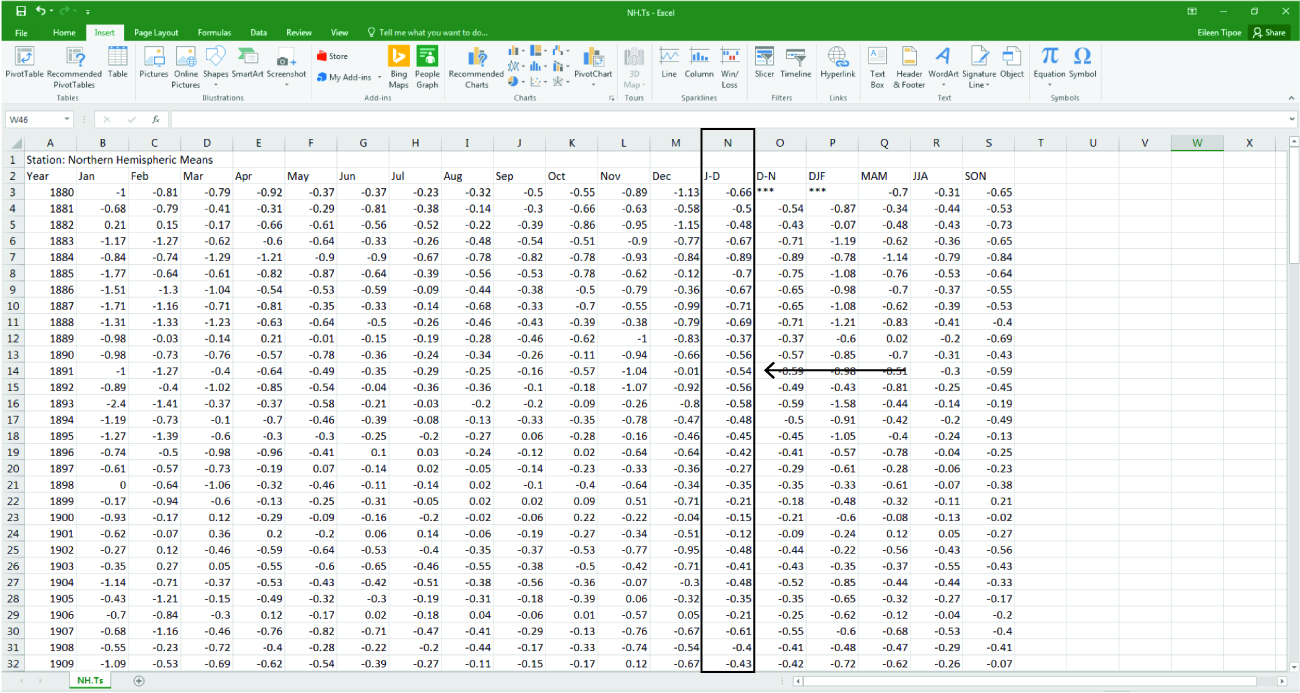 NH.Ts - Excel
File Home Insert Page Layout Formulas Data Review View Tell me what you want to do... Eileen Tipoe Share
PivotTable Recommended PivotTables Table Pictures Online Pictures Shapes SmartArt Screenshot Store My Add-ins Bing Maps People Graph Recommended Charts PivotChart 3D Map Line Column Win/Loss Slicer Timeline Hyperlink Text Box Header & Footer WordArt Signature Line Object Equation Symbol
Tables Illustrations Add-ins Charts Tours Sparklines Filters Links Text Symbols
W46 fx
A B C D E F G H I J K L M N O P Q R S T U V W X
1 Station: Northern Hemispheric Means
2 Year Jan Feb Mar Apr May Jun Jul Aug Sep Oct Nov Dec J-D D-N DJF MAM JJA SON
3 1880 -1 -0.81 -0.79 -0.92 -0.37 -0.37 -0.23 -0.32 -0.5 -0.55 -0.89 -1.13 -0.66 *** *** -0.7 -0.31 -0.65
4 1881 -0.68 -0.79 -0.41 -0.31 -0.29 -0.81 -0.38 -0.14 -0.3 -0.66 -0.63 -0.58 -0.5 -0.54 -0.87 -0.34 -0.44 -0.53
5 1882 0.21 0.15 -0.17 -0.66 -0.61 -0.56 -0.52 -0.22 -0.39 -0.86 -0.95 -1.15 -0.48 -0.43 -0.07 -0.48 -0.43 -0.73
6 1883 -1.17 -1.27 -0.62 -0.6 -0.64 -0.33 -0.26 -0.48 -0.54 -0.51 -0.9 -0.77 -0.67 -0.71 -1.19 -0.62 -0.36 -0.65
7 1884 -0.84 -0.74 -1.29 -1.21 -0.9 -0.9 -0.67 -0.78 -0.82 -0.78 -0.93 -0.84 -0.89 -0.89 -0.78 -1.14 -0.79 -0.84
8 1885 -1.77 -0.64 -0.61 -0.82 -0.87 -0.64 -0.39 -0.56 -0.53 -0.78 -0.62 -0.12 -0.7 -0.75 -1.08 -0.76 -0.53 -0.64
9 1886 -1.51 -1.3 -1.04 -0.54 -0.53 -0.59 -0.09 -0.44 -0.38 -0.5 -0.79 -0.36 -0.67 -0.65 -0.98 -0.7 -0.37 -0.55
10 1887 -1.71 -1.16 -0.71 -0.81 -0.35 -0.33 -0.14 -0.68 -0.33 -0.7 -0.55 -0.99 -0.71 -0.65 -1.08 -0.62 -0.39 -0.53
11 1888 -1.31 -1.33 -1.23 -0.63 -0.64 -0.5 -0.26 -0.46 -0.43 -0.39 -0.38 -0.79 -0.69 -0.71 -1.21 -0.83 -0.41 -0.4
12 1889 -0.98 -0.03 -0.14 0.21 -0.01 -0.15 -0.19 -0.28 -0.46 -0.62 -1 -0.83 -0.37 -0.37 -0.6 0.02 -0.2 -0.69
13 1890 -0.98 -0.73 -0.76 -0.57 -0.78 -0.36 -0.24 -0.34 -0.26 -0.11 -0.94 -0.66 -0.56 -0.57 -0.85 -0.7 -0.31 -0.43
14 1891 -1 -1.27 -0.4 -0.64 -0.49 -0.35 -0.29 -0.25 -0.16 -0.57 -1.04 -0.01 -0.54 -0.59 -0.98 -0.51 -0.3 -0.59
15 1892 -0.89 -0.4 -1.02 -0.85 -0.54 -0.04 -0.36 -0.36 -0.1 -0.18 -1.07 -0.92 -0.56 -0.49 -0.43 -0.81 -0.25 -0.45
16 1893 -2.4 -1.41 -0.37 -0.37 -0.58 -0.21 -0.03 -0.2 -0.2 -0.09 -0.26 -0.8 -0.58 -0.59 -1.58 -0.44 -0.14 -0.19
17 1894 -1.19 -0.73 -0.1 -0.7 -0.46 -0.39 -0.08 -0.13 -0.33 -0.35 -0.78 -0.47 -0.48 -0.5 -0.91 -0.42 -0.2 -0.49
18 1895 -1.27 -1.39 -0.6 -0.3 -0.3 -0.25 -0.2 -0.27 0.06 -0.28 -0.16 -0.46 -0.45 -0.45 -1.05 -0.4 -0.24 -0.13
19 1896 -0.74 -0.5 -0.98 -0.96 -0.41 0.1 0.03 -0.24 -0.12 0.02 -0.64 -0.64 -0.42 -0.41 -0.57 -0.78 -0.04 -0.25
20 1897 -0.61 -0.57 -0.73 -0.19 0.07 -0.14 0.02 -0.05 -0.14 -0.23 -0.33 -0.36 -0.27 -0.29 -0.61 -0.28 -0.06 -0.23
21 1898 0 -0.64 -1.06 -0.32 -0.46 -0.11 -0.14 0.02 -0.1 -0.4 -0.64 -0.34 -0.35 -0.35 -0.33 -0.61 -0.07 -0.38
22 1899 -0.17 -0.94 -0.6 -0.13 -0.25 -0.31 -0.05 0.02 0.02 0.09 0.51 -0.71 -0.21 -0.18 -0.48 -0.32 -0.11 0.21
23 1900 -0.93 -0.17 0.12 -0.29 -0.09 -0.16 -0.2 -0.02 -0.06 0.22 -0.22 -0.04 -0.15 -0.21 -0.6 -0.08 -0.13 -0.02
24 1901 -0.62 -0.07 0.36 0.2 -0.2 0.06 0.14 -0.06 -0.19 -0.27 -0.34 -0.51 -0.12 -0.09 -0.24 0.12 0.05 -0.27
25 1902 -0.27 0.12 -0.46 -0.59 -0.64 -0.53 -0.4 -0.35 -0.37 -0.53 -0.77 -0.95 -0.48 -0.44 -0.22 -0.56 -0.43 -0.56
26 1903 -0.35 0.27 0.05 -0.55 -0.6 -0.65 -0.46 -0.55 -0.38 -0.5 -0.42 -0.71 -0.41 -0.43 -0.35 -0.37 -0.55 -0.43
27 1904 -1.14 -0.71 -0.37 -0.53 -0.43 -0.42 -0.51 -0.38 -0.56 -0.36 -0.07 -0.3 -0.48 -0.52 -0.85 -0.44 -0.44 -0.33
28 1905 -0.43 -1.21 -0.15 -0.49 -0.32 -0.3 -0.19 -0.31 -0.18 -0.39 0.06 -0.32 -0.35 -0.35 -0.65 -0.32 -0.27 -0.17
29 1906 -0.7 -0.84 -0.3 0.12 -0.17 0.02 -0.18 0.04 -0.06 0.01 -0.57 0.05 -0.21 -0.25 -0.62 -0.12 -0.04 -0.2
30 1907 -0.68 -1.16 -0.46 -0.76 -0.82 -0.71 -0.47 -0.41 -0.29 -0.13 -0.76 -0.67 -0.61 -0.55 -0.6 -0.68 -0.53 -0.4
31 1908 -0.55 -0.23 -0.72 -0.4 -0.28 -0.22 -0.2 -0.44 -0.17 -0.33 -0.74 -0.54 -0.4 -0.41 -0.48 -0.47 -0.29 -0.41
32 1909 -1.09 -0.53 -0.69 -0.62 -0.54 -0.39 -0.27 -0.11 -0.15 -0.17 0.12 -0.67 -0.43 -0.42 -0.72 -0.62 -0.26 -0.07
NH.Ts